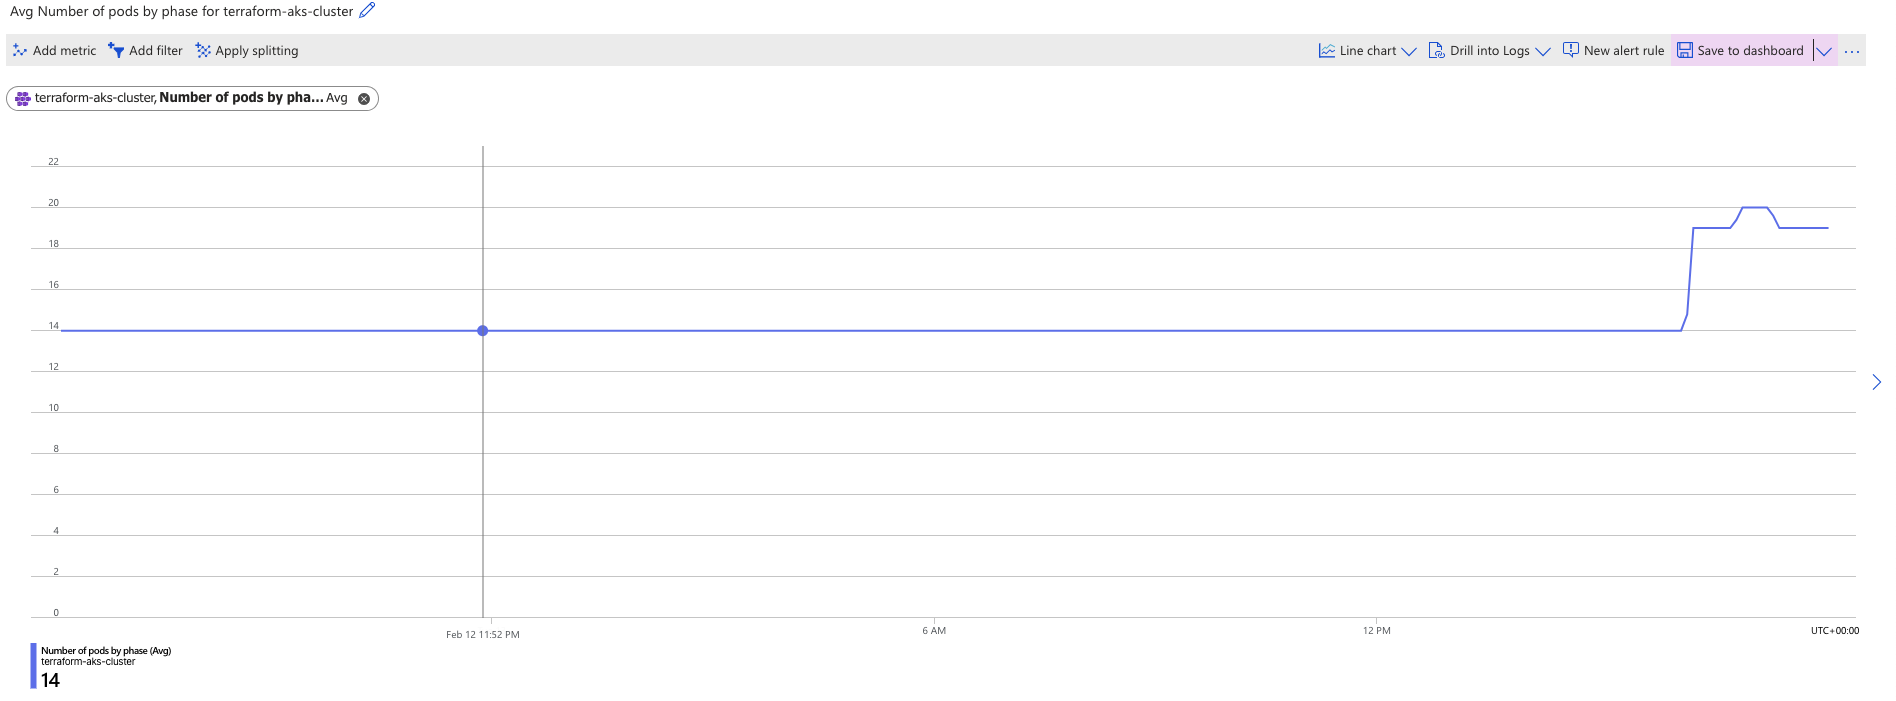 Avg Number of pods by phase for terraform-aks-cluster
Add metric Add filter Apply splitting Line chart Drill into Logs New alert rule Save to dashboard ...
terraform-aks-cluster, Number of pods by pha... Avg
22
20
18
16
14
12
10
8
6
4
2
0
Feb 12 11:52 PM 6 AM 12 PM UTC+00:00
Number of pods by phase (Avg)
terraform-aks-cluster
14